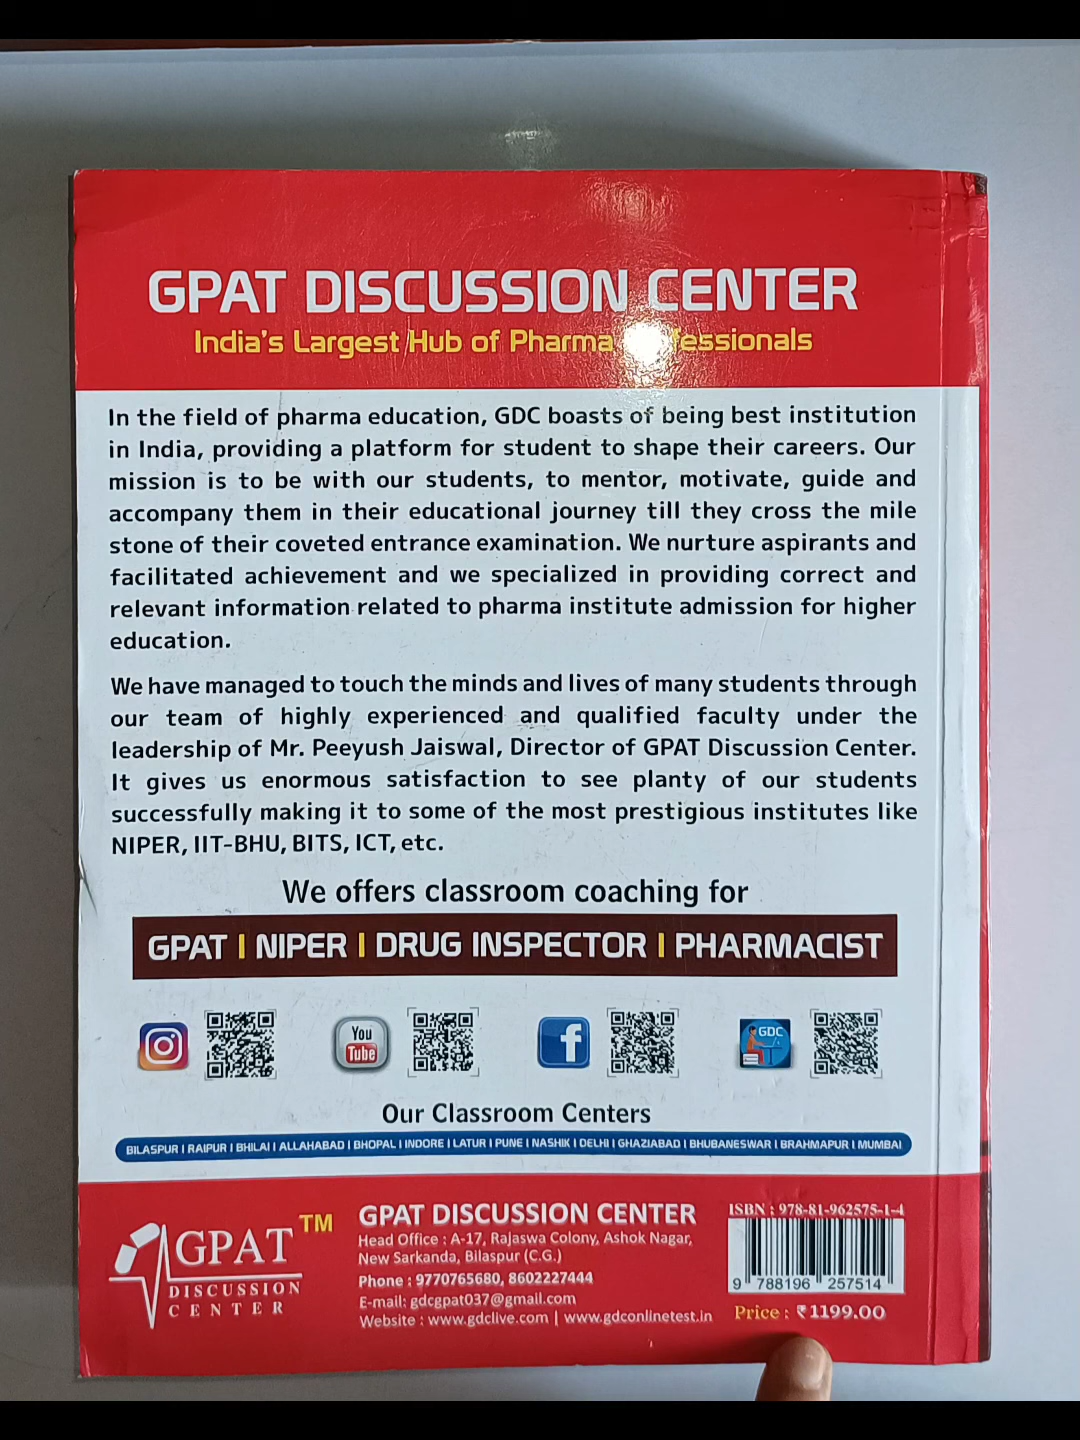 GPAT DISCUSSION CENTER
India's Largest Hub of Pharma Professionals
In the field of pharma education, GDC boasts of being best institution
in India, providing a platform for student to shape their careers. Our
mission is to be with our students, to mentor, motivate, guide and
accompany them in their educational journey till they cross the mile
stone of their coveted entrance examination. We nurture aspirants and
facilitated achievement and we specialized in providing correct and
relevant information related to pharma institute admission for higher
education.
We have managed to touch the minds and lives of many students through
our team of highly experienced and qualified faculty under the
leadership of Mr. Peeyush Jaiswal, Director of GPAT Discussion Center.
It gives us enormous satisfaction to see planty of our students
successfully making it to some of the most prestigious institutes like
NIPER, IIT-BHU, BITS, ICT, etc.
We offers classroom coaching for
GPAT | NIPER | DRUG INSPECTOR | PHARMACIST
You
Tube
GDC
Our Classroom Centers
BILASPUR | RAIPUR | BHILAI | ALLAHABAD | BHOPAL | INDORE | LATUR | PUNE | NASHIK | DELHI | GHAZIABAD | BHUBANESWAR | BRAHMAPUR | MUMBAI
GPAT TM
DISCUSSION
CENTER
GPAT DISCUSSION CENTER
Head Office : A-17, Rajaswa Colony, Ashok Nagar,
New Sarkanda, Bilaspur (C.G.)
Phone : 9770765680, 8602227444
E-mail: gdcgpat037@gmail.com
Website : www.gdclive.com | www.gdconlinetest.in
ISBN : 978-81-962575-1-4
9 788196 257514
Price : ₹1199.00